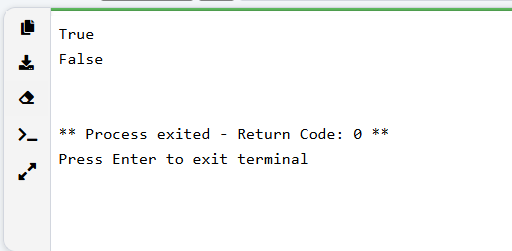 True
False
** Process exited - Return Code: 0 **
Press Enter to exit terminal